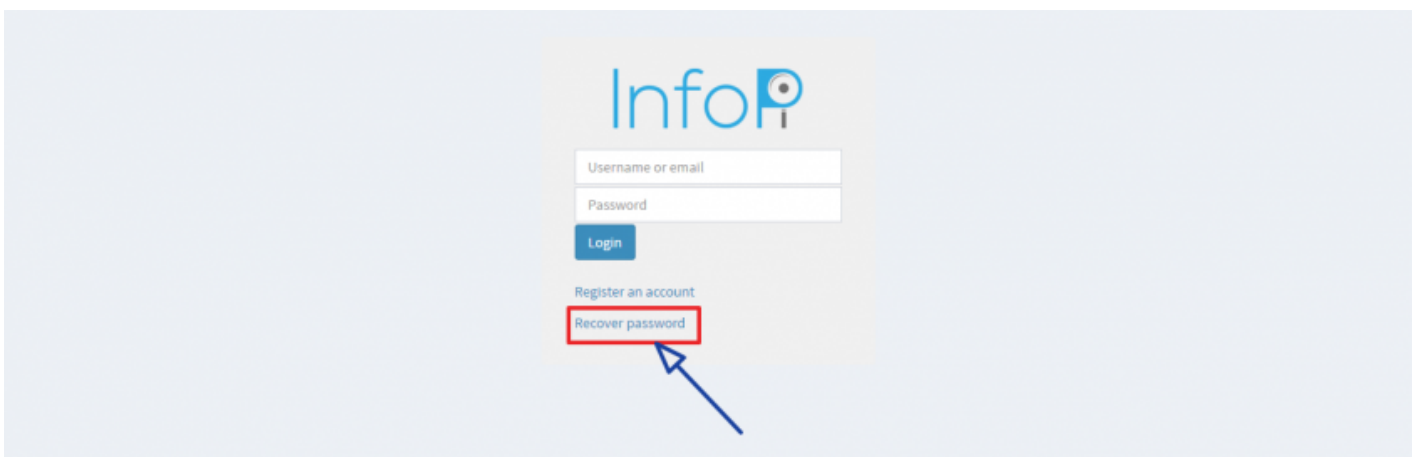 InfoPi
Username or email
Password
Login
Register an account
Recover password